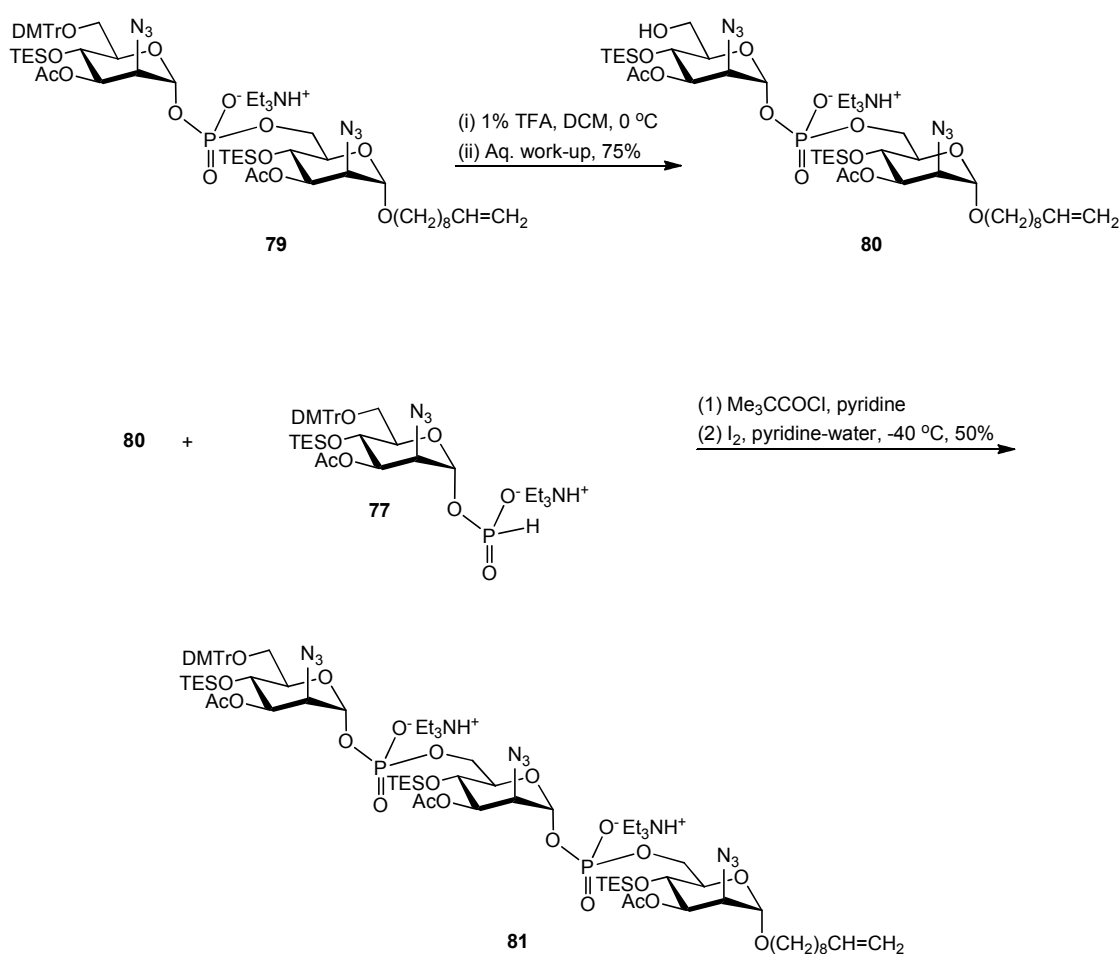 DMTrO N₃
TESO O
AcO
O O⁻ Et₃NH⁺
P O N₃
O TESO O
AcO
O(CH₂)₈CH=CH₂
79
(i) 1% TFA, DCM, 0 °C
(ii) Aq. work-up, 75%
HO N₃
TESO O
AcO
O O⁻ Et₃NH⁺
P O N₃
O TESO O
AcO
O(CH₂)₈CH=CH₂
80
80 +
DMTrO N₃
TESO O
AcO
77 O O⁻ Et₃NH⁺
P H
O
(1) Me₃CCOCl, pyridine
(2) I₂, pyridine-water, -40 °C, 50%
DMTrO N₃
TESO O
AcO
O O⁻ Et₃NH⁺
P O N₃
O TESO O
AcO
O O⁻ Et₃NH⁺
P O N₃
O TESO O
AcO
O(CH₂)₈CH=CH₂
81